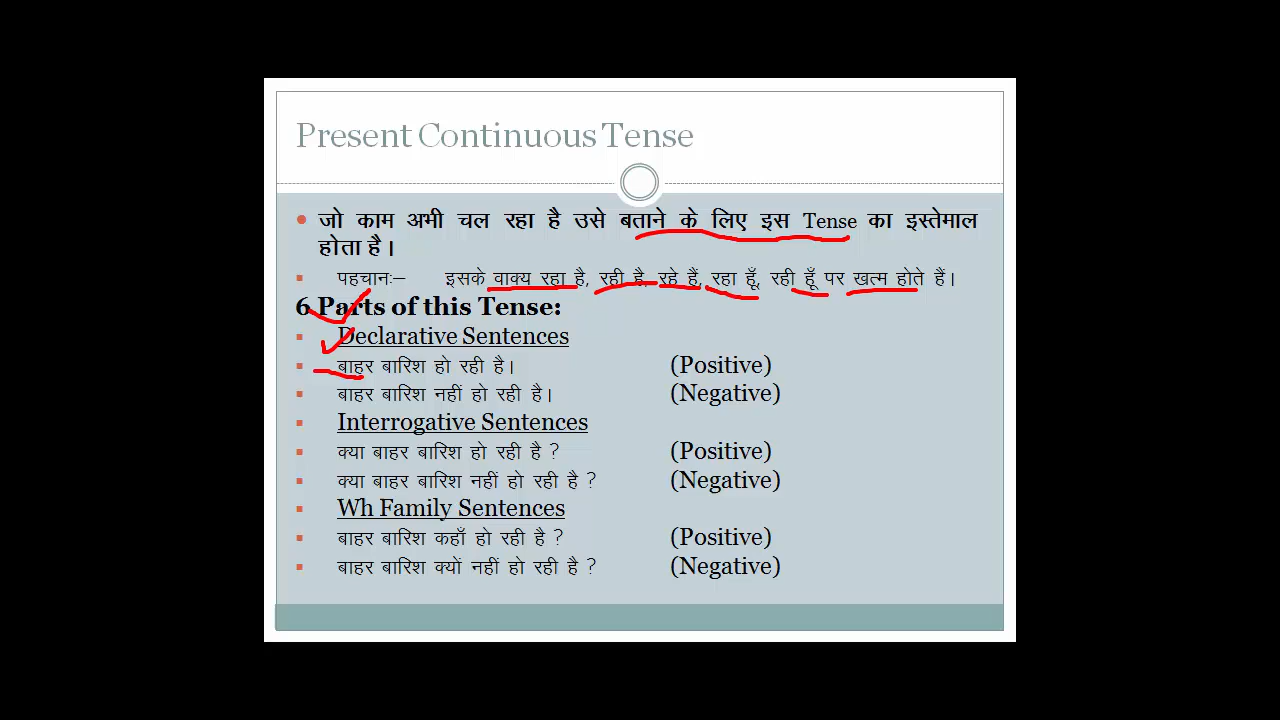 Present Continuous Tense
जो काम अभी चल रहा है उसे बताने के लिए इस Tense का इस्तेमाल
होता है।
पहचानः– इसके वाक्य रहा है, रही है, रहे हैं, रहा हूँ, रही हूँ पर खत्म होते हैं।
6 Parts of this Tense:
Declarative Sentences
बाहर बारिश हो रही है। (Positive)
बाहर बारिश नहीं हो रही है। (Negative)
Interrogative Sentences
क्या बाहर बारिश हो रही है ? (Positive)
क्या बाहर बारिश नहीं हो रही है ? (Negative)
Wh Family Sentences
बाहर बारिश कहाँ हो रही है ? (Positive)
बाहर बारिश क्यों नहीं हो रही है ? (Negative)